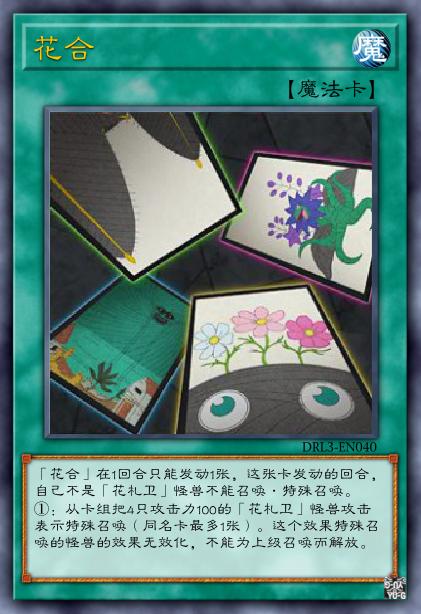 花合
魔
【魔法卡】
DRL3-EN040
「花合」在1回合只能发动1张，这张卡发动的回合，
自己不是「花札卫」怪兽不能召唤·特殊召唤。
①：从卡组把4只攻击力100的「花札卫」怪兽攻击
表示特殊召唤（同名卡最多1张）。这个效果特殊召
唤的怪兽的效果无效化，不能为上级召唤而解放。